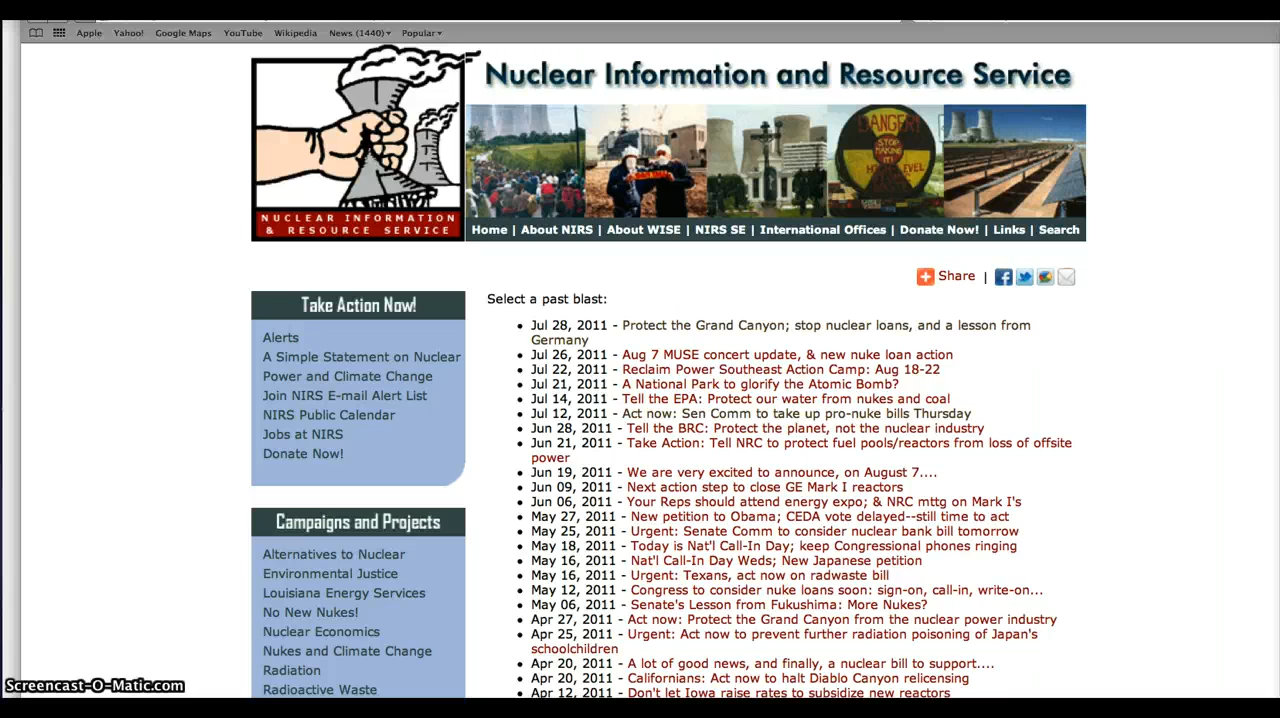 Apple Yahoo! Google Maps YouTube Wikipedia News (1440)▾ Popular▾
Nuclear Information and Resource Service
DANGER
STOP
MAKING
IT!
NUCLEAR INFORMATION
& RESOURCE SERVICE
Home | About NIRS | About WISE | NIRS SE | International Offices | Donate Now! | Links | Search
Share |
Take Action Now!
Alerts
A Simple Statement on Nuclear
Power and Climate Change
Join NIRS E-mail Alert List
NIRS Public Calendar
Jobs at NIRS
Donate Now!
Campaigns and Projects
Alternatives to Nuclear
Environmental Justice
Louisiana Energy Services
No New Nukes!
Nuclear Economics
Nukes and Climate Change
Radiation
Radioactive Waste
Select a past blast:
• Jul 28, 2011 - Protect the Grand Canyon; stop nuclear loans, and a lesson from
Germany
• Jul 26, 2011 - Aug 7 MUSE concert update, & new nuke loan action
• Jul 22, 2011 - Reclaim Power Southeast Action Camp: Aug 18-22
• Jul 21, 2011 - A National Park to glorify the Atomic Bomb?
• Jul 14, 2011 - Tell the EPA: Protect our water from nukes and coal
• Jul 12, 2011 - Act now: Sen Comm to take up pro-nuke bills Thursday
• Jun 28, 2011 - Tell the BRC: Protect the planet, not the nuclear industry
• Jun 21, 2011 - Take Action: Tell NRC to protect fuel pools/reactors from loss of offsite
power
• Jun 19, 2011 - We are very excited to announce, on August 7....
• Jun 09, 2011 - Next action step to close GE Mark I reactors
• Jun 06, 2011 - Your Reps should attend energy expo; & NRC mttg on Mark I's
• May 27, 2011 - New petition to Obama; CEDA vote delayed--still time to act
• May 25, 2011 - Urgent: Senate Comm to consider nuclear bank bill tomorrow
• May 18, 2011 - Today is Nat'l Call-In Day; keep Congressional phones ringing
• May 16, 2011 - Nat'l Call-In Day Weds; New Japanese petition
• May 16, 2011 - Urgent: Texans, act now on radwaste bill
• May 12, 2011 - Congress to consider nuke loans soon: sign-on, call-in, write-on...
• May 06, 2011 - Senate's Lesson from Fukushima: More Nukes?
• Apr 27, 2011 - Act now: Protect the Grand Canyon from the nuclear power industry
• Apr 25, 2011 - Urgent: Act now to prevent further radiation poisoning of Japan's
schoolchildren
• Apr 20, 2011 - A lot of good news, and finally, a nuclear bill to support....
• Apr 20, 2011 - Californians: Act now to halt Diablo Canyon relicensing
• Apr 12, 2011 - Don't let Iowa raise rates to subsidize new reactors
Screencast-O-Matic.com